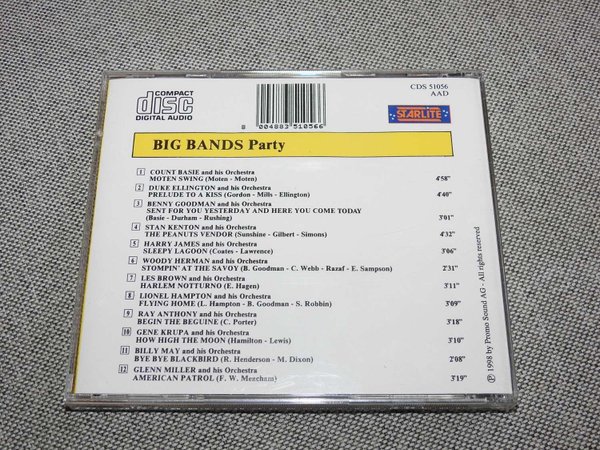 COMPACT
disc
DIGITAL AUDIO
8 004883 510566
CDS 51056
AAD
STARLITE
BIG BANDS Party
1 COUNT BASIE and his Orchestra
MOTEN SWING (Moten - Moten) 4'58"
2 DUKE ELLINGTON and his Orchestra
PRELUDE TO A KISS (Gordon - Mills - Ellington) 4'40"
3 BENNY GOODMAN and his Orchestra
SENT FOR YOU YESTERDAY AND HERE YOU COME TODAY
(Basie - Durham - Rushing) 3'01"
4 STAN KENTON and his Orchestra
THE PEANUTS VENDOR (Sunshine - Gilbert - Simons) 4'32"
5 HARRY JAMES and his Orchestra
SLEEPY LAGOON (Coates - Lawrence) 3'06"
6 WOODY HERMAN and his Orchestra
STOMPIN' AT THE SAVOY (B. Goodman - C. Webb - Razaf - E. Sampson) 2'31"
7 LES BROWN and his Orchestra
HARLEM NOTTURNO (E. Hagen) 3'11"
8 LIONEL HAMPTON and his Orchestra
FLYING HOME (L. Hampton - B. Goodman - S. Robbin) 3'09"
9 RAY ANTHONY and his Orchestra
BEGIN THE BEGUINE (C. Porter) 3'18"
10 GENE KRUPA and his Orchestra
HOW HIGH THE MOON (Hamilton - Lewis) 3'10"
11 BILLY MAY and his Orchestra
BYE BYE BLACKBIRD (R. Henderson - M. Dixon) 2'08"
12 GLENN MILLER and his Orchestra
AMERICAN PATROL (F. W. Meacham) 3'19"
℗ 1998 by Promo Sound AG - All rights reserved